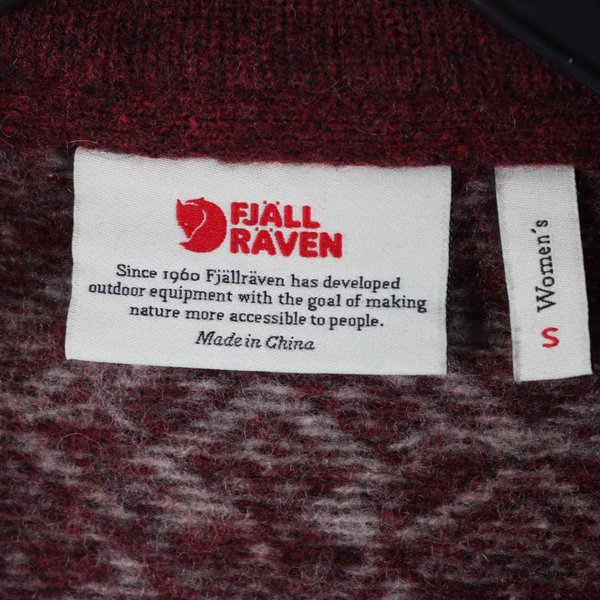 FJÄLL
RÄVEN
Since 1960 Fjällräven has developed
outdoor equipment with the goal of making
nature more accessible to people.
Made in China
Women´s
S